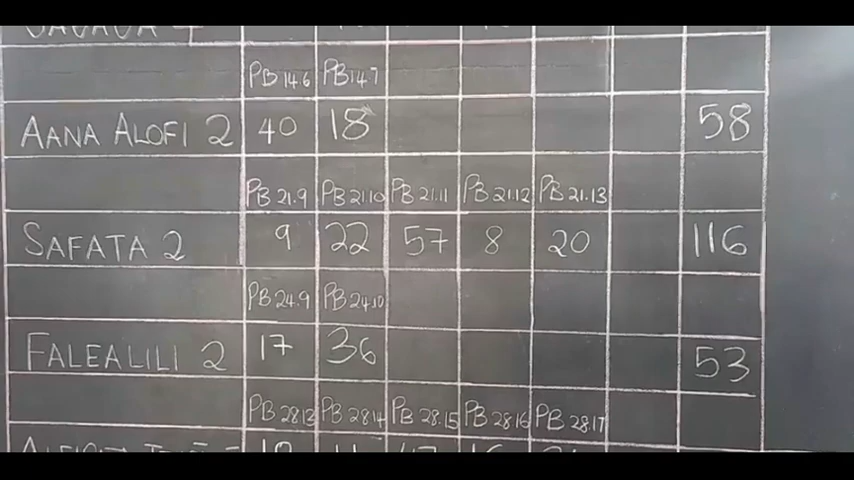 PB 14.6 PB 14.7
AANA ALOFI 2 40 18 58
PB 21.9 PB 21.10 PB 21.11 PB 21.12 PB 21.13
SAFATA 2 9 22 57 8 20 116
PB 24.9 PB 24.10
FALEALILI 2 17 36 53
PB 28.13 PB 28.14 PB 28.15 PB 28.16 PB 28.17